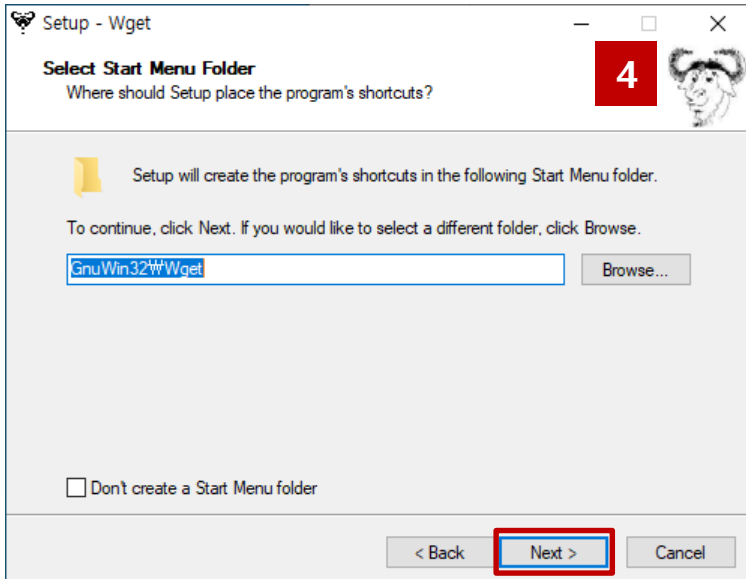 Setup - Wget
Select Start Menu Folder
4
Where should Setup place the program's shortcuts?
Setup will create the program's shortcuts in the following Start Menu folder.
To continue, click Next. If you would like to select a different folder, click Browse.
GnuWin32₩Wget
Browse...
Don't create a Start Menu folder
< Back Next > Cancel